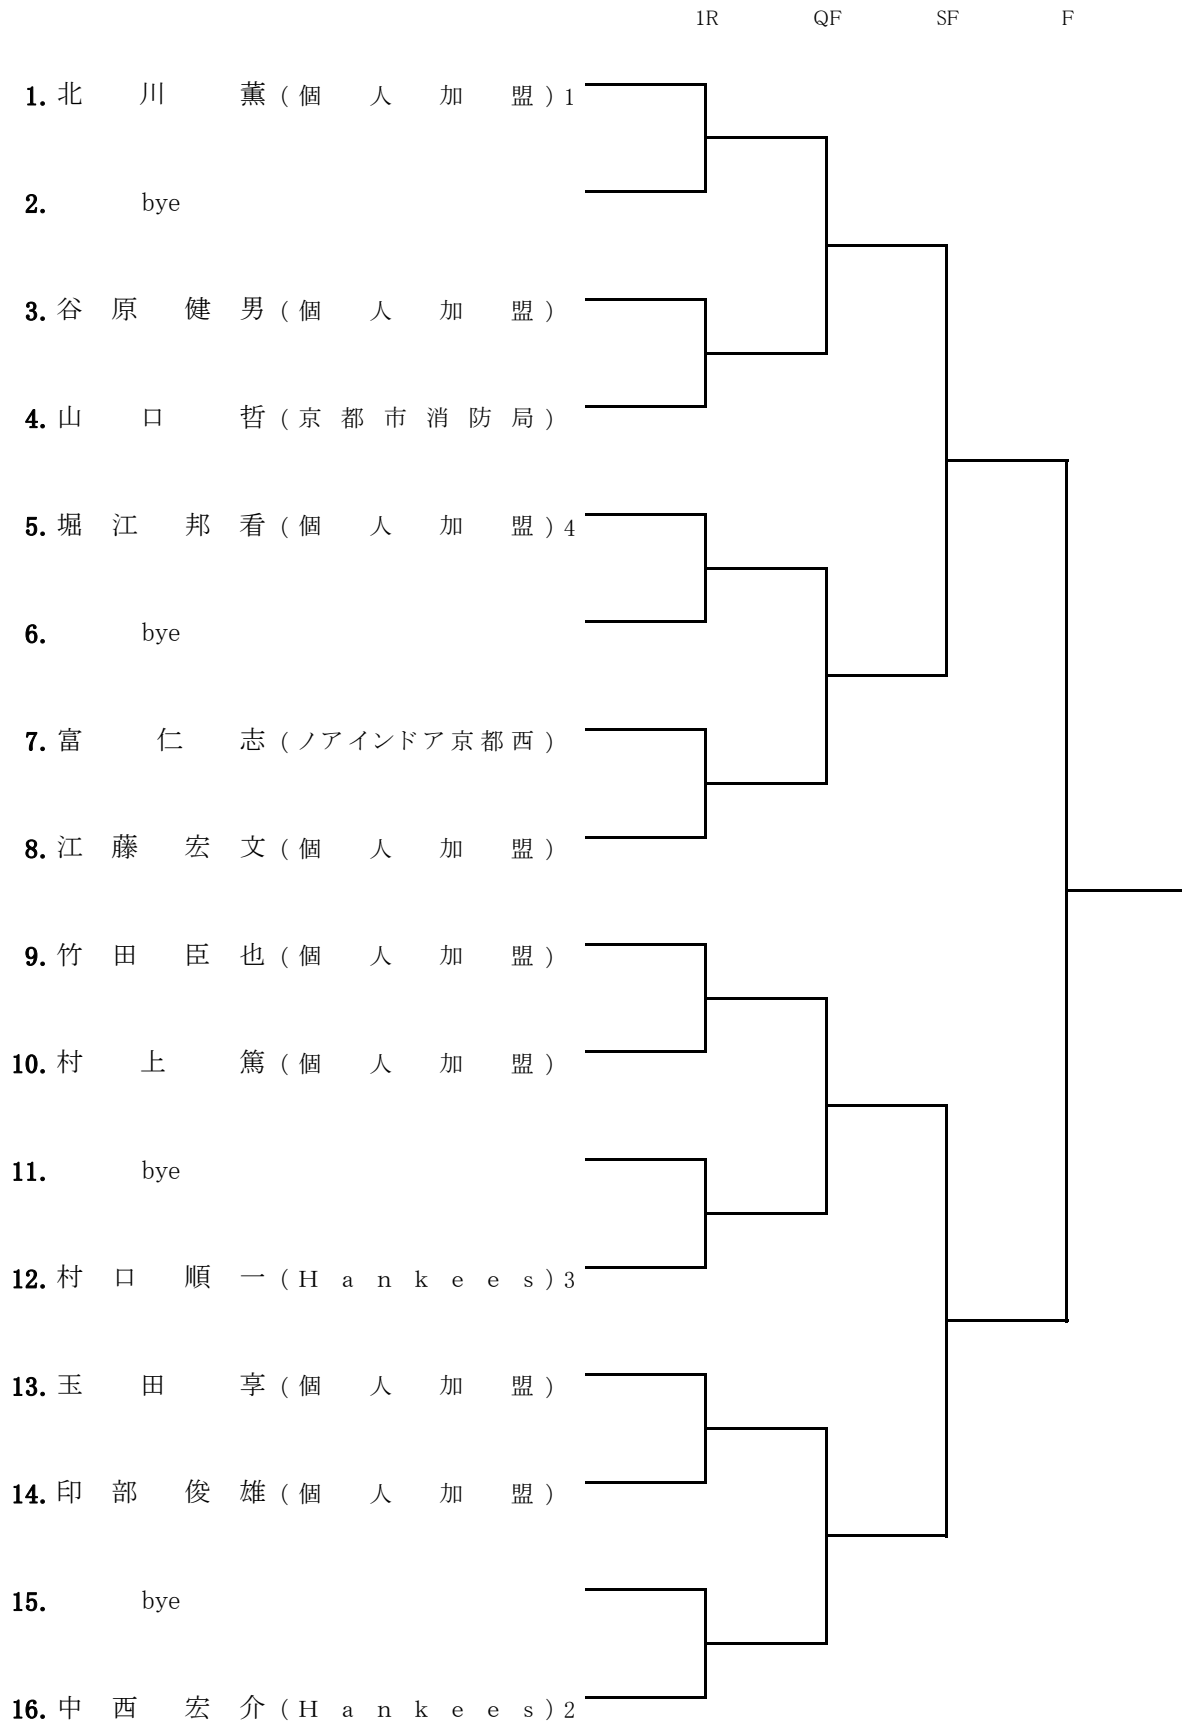 1R QF SF F
1. 北川 薫 (個人加盟) 1
2. bye
3. 谷原 健男 (個人加盟)
4. 山口 哲 (京都市消防局)
5. 堀江 邦看 (個人加盟) 4
6. bye
7. 富 仁志 (ノアインドア京都西)
8. 江藤 宏文 (個人加盟)
9. 竹田 臣也 (個人加盟)
10. 村上 篤 (個人加盟)
11. bye
12. 村口 順一 (Hankees) 3
13. 玉田 享 (個人加盟)
14. 印部 俊雄 (個人加盟)
15. bye
16. 中西 宏介 (Hankees) 2